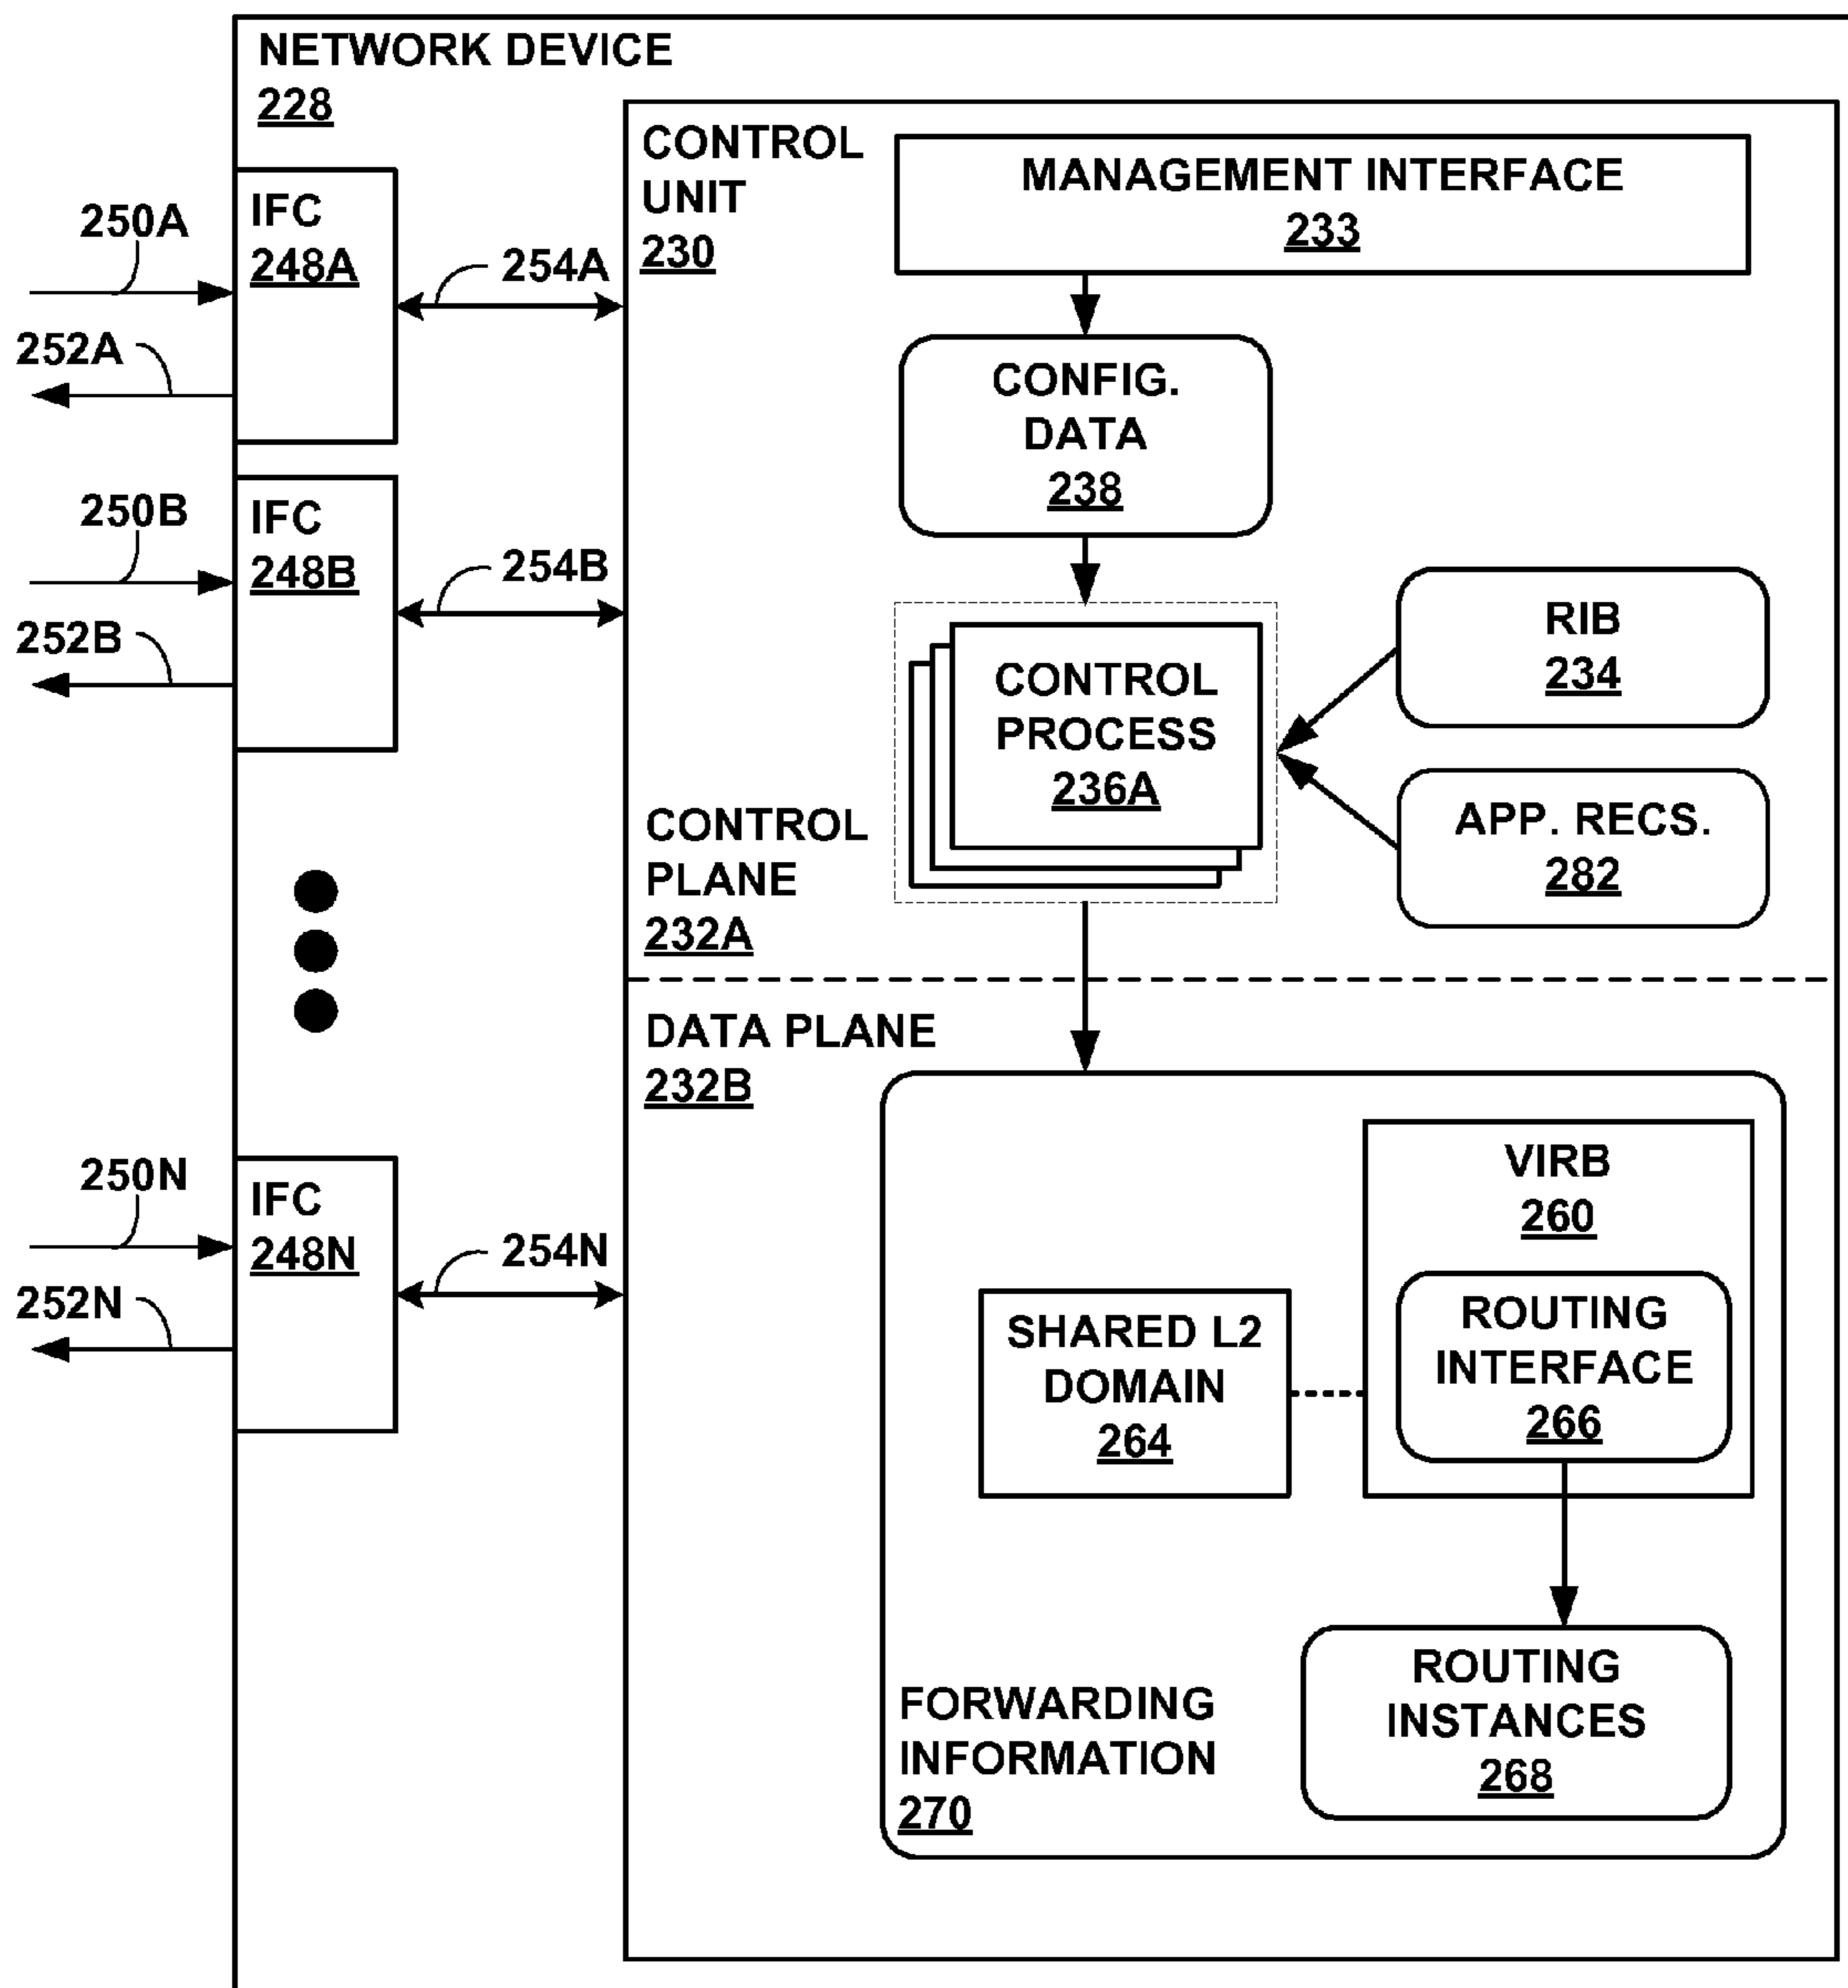 NETWORK DEVICE
228
CONTROL
UNIT
230
MANAGEMENT INTERFACE
233
250A
IFC
248A
254A
252A
CONFIG.
DATA
238
250B
IFC
248B
254B
252B
RIB
234
CONTROL
PROCESS
236A
APP. RECS.
282
CONTROL
PLANE
232A
DATA PLANE
232B
250N
IFC
248N
254N
252N
VIRB
260
SHARED L2
DOMAIN
264
ROUTING
INTERFACE
266
ROUTING
INSTANCES
268
FORWARDING
INFORMATION
270